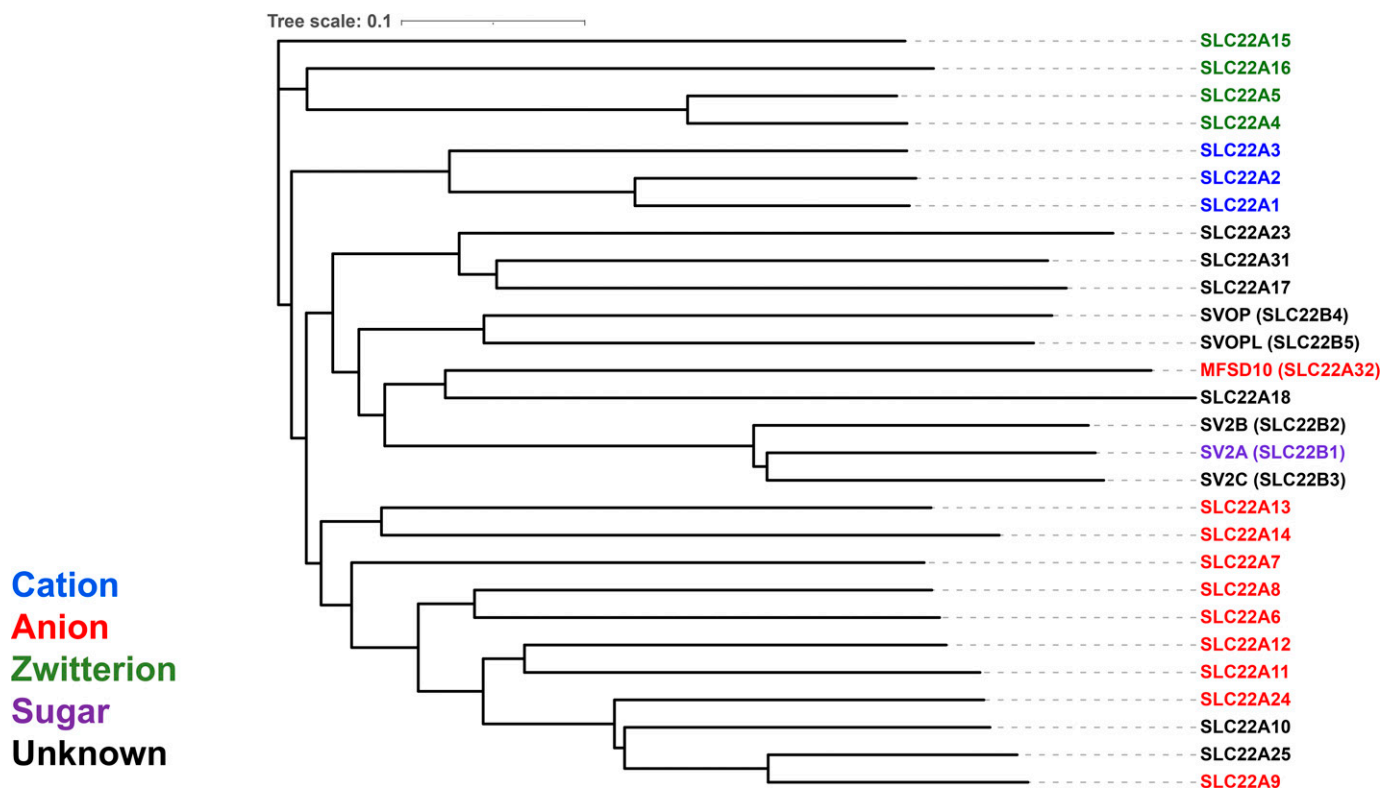 Tree scale: 0.1
SLC22A15
SLC22A16
SLC22A5
SLC22A4
SLC22A3
SLC22A2
SLC22A1
SLC22A23
SLC22A31
SLC22A17
SVOP (SLC22B4)
SVOPL (SLC22B5)
MFSD10 (SLC22A32)
SLC22A18
SV2B (SLC22B2)
SV2A (SLC22B1)
SV2C (SLC22B3)
SLC22A13
SLC22A14
SLC22A7
SLC22A8
SLC22A6
SLC22A12
SLC22A11
SLC22A24
SLC22A10
SLC22A25
SLC22A9
Cation
Anion
Zwitterion
Sugar
Unknown